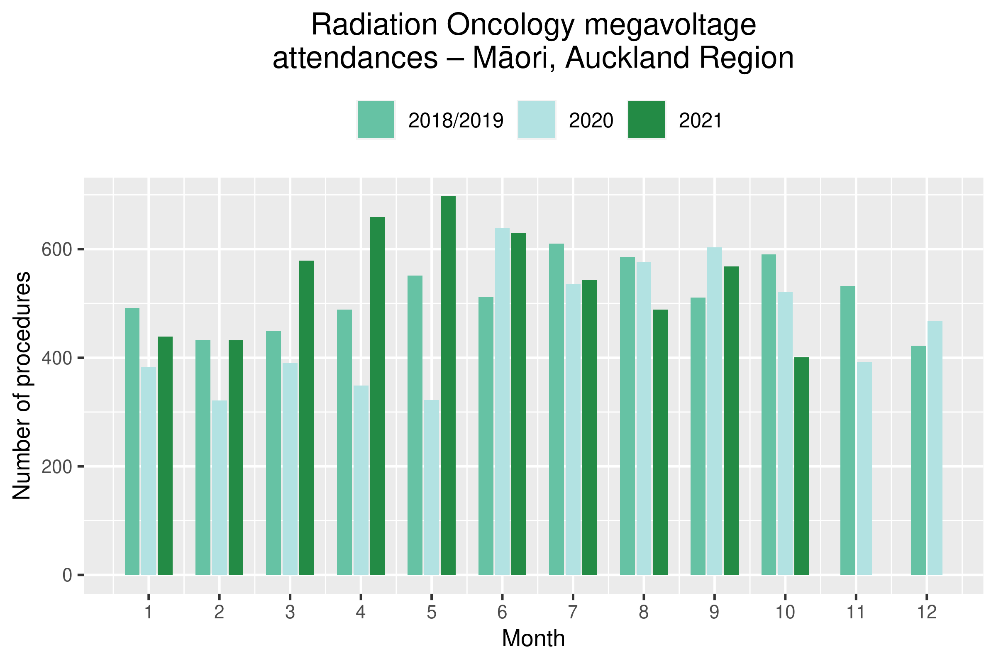 Radiation Oncology megavoltage
attendances – Māori, Auckland Region
2018/2019 2020 2021
600
400
200
0
Number of procedures
1 2 3 4 5 6 7 8 9 10 11 12
Month